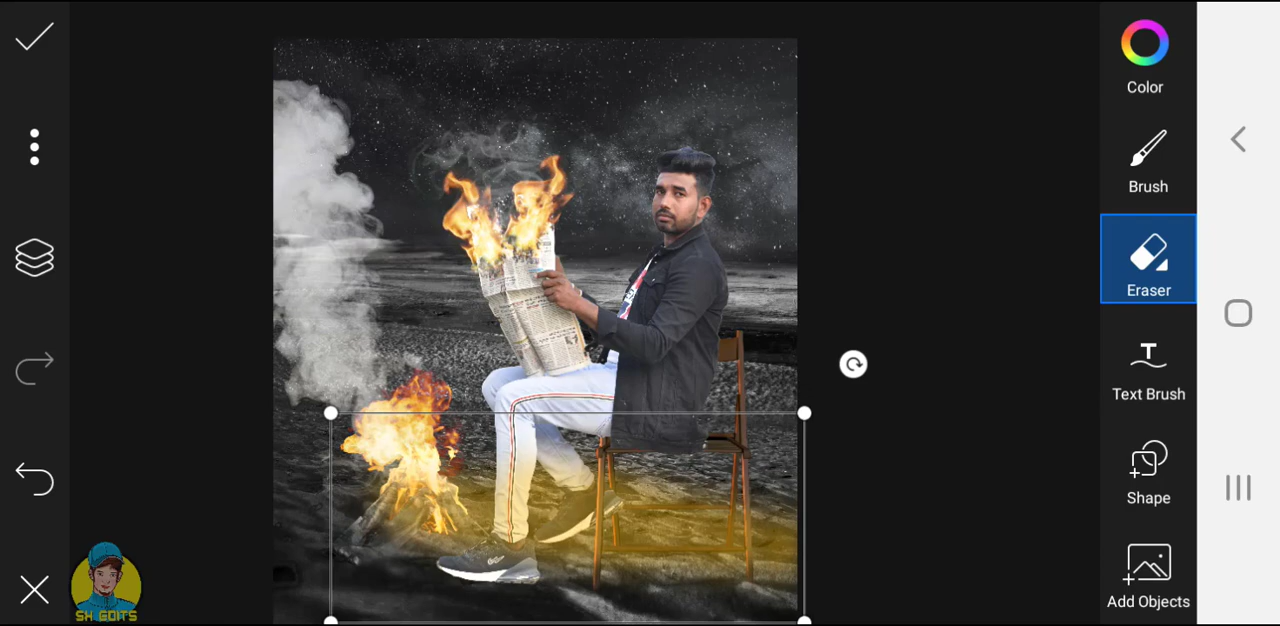 Color
Brush
Eraser
Text Brush
Shape
Add Objects
SH EDITS